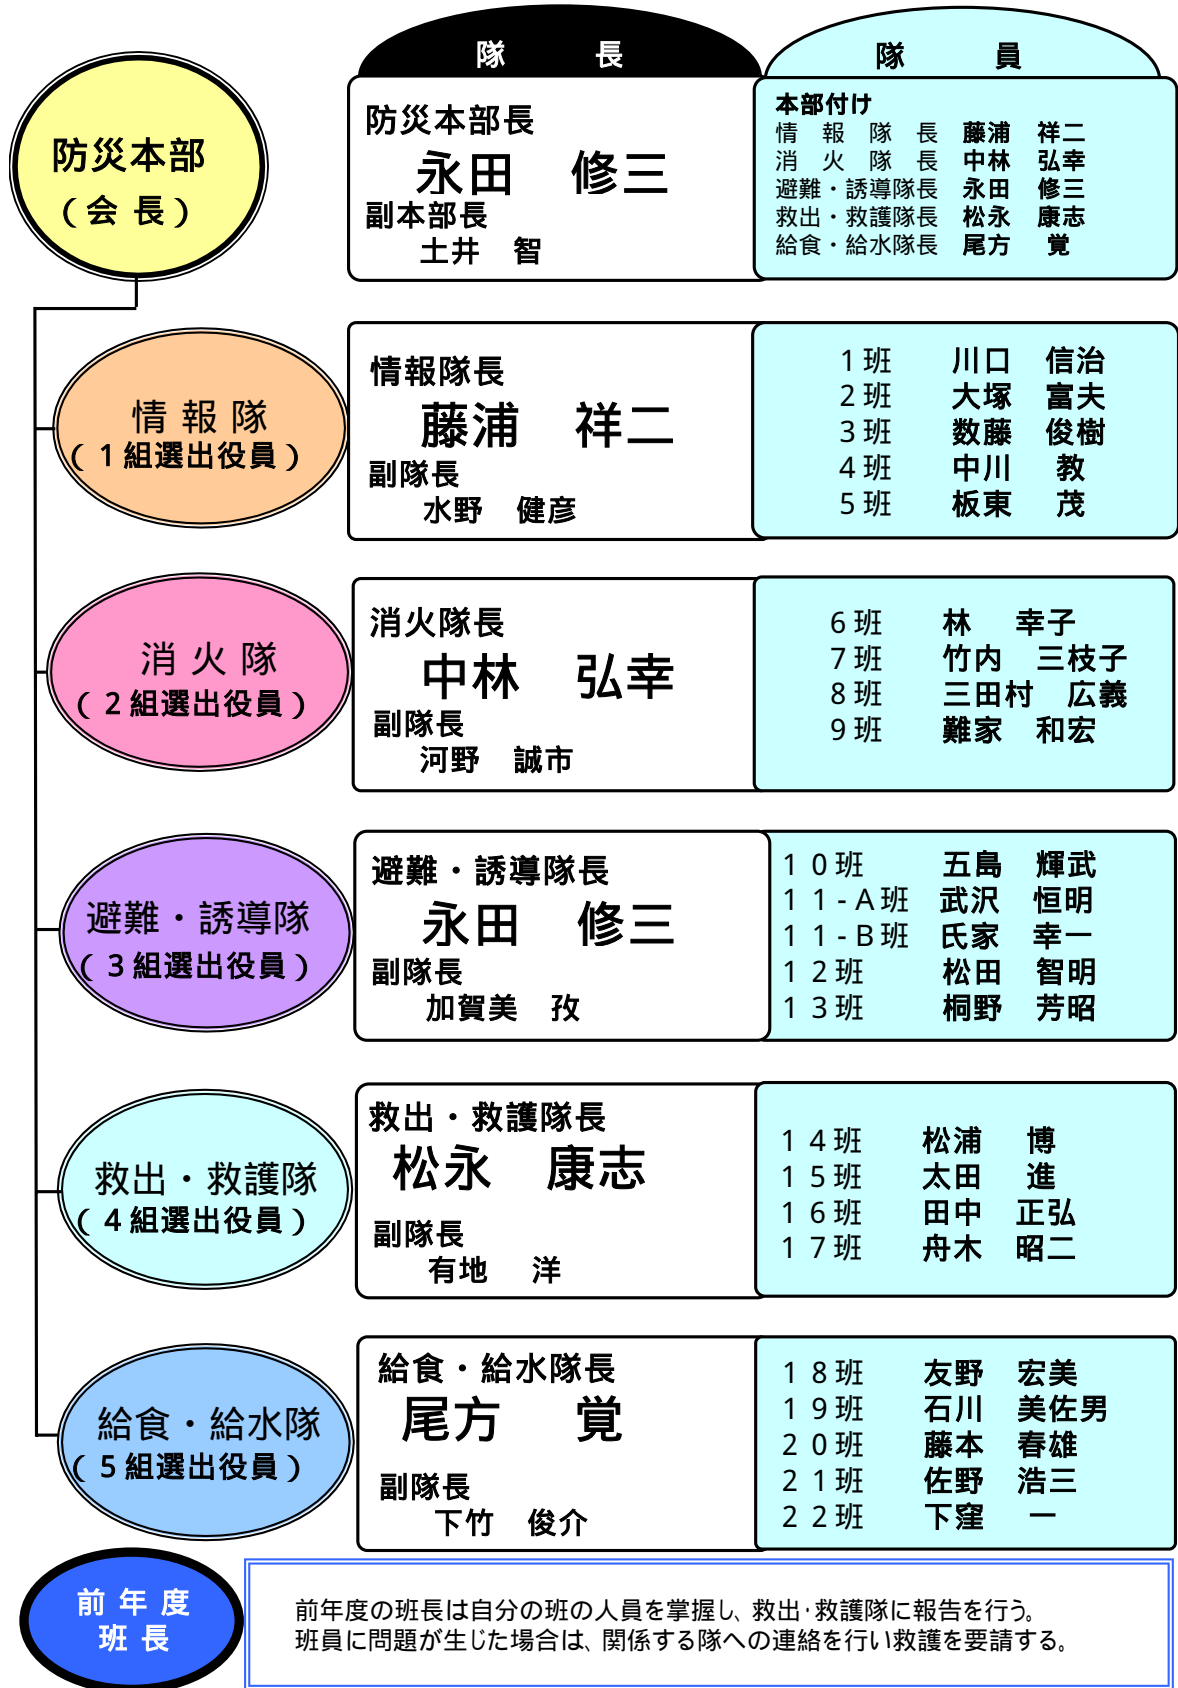 隊　長
隊　員
防災本部
（会 長）
防災本部長
永田　修三
副本部長
土井　智
本部付け
情　報　隊　長　藤浦　祥二
消　火　隊　長　中林　弘幸
避難・誘導隊長　永田　修三
救出・救護隊長　松永　康志
給食・給水隊長　尾方　覚
情 報 隊
（１組選出役員）
情報隊長
藤浦　祥二
副隊長
水野　健彦
１班　川口　信治
２班　大塚　富夫
３班　数藤　俊樹
４班　中川　教
５班　板東　茂
消 火 隊
（２組選出役員）
消火隊長
中林　弘幸
副隊長
河野　誠市
６班　林　幸子
７班　竹内　三枝子
８班　三田村　広義
９班　難家　和宏
避難・誘導隊
（３組選出役員）
避難・誘導隊長
永田　修三
副隊長
加賀美　孜
１０班　五島　輝武
１１-Ａ班　武沢　恒明
１１-Ｂ班　氏家　幸一
１２班　松田　智明
１３班　桐野　芳昭
救出・救護隊
（４組選出役員）
救出・救護隊長
松永　康志
副隊長
有地　洋
１４班　松浦　博
１５班　太田　進
１６班　田中　正弘
１７班　舟木　昭二
給食・給水隊
（５組選出役員）
給食・給水隊長
尾方　覚
副隊長
下竹　俊介
１８班　友野　宏美
１９班　石川　美佐男
２０班　藤本　春雄
２１班　佐野　浩三
２２班　下窪　一
前 年 度
班 長
前年度の班長は自分の班の人員を掌握し、救出・救護隊に報告を行う。
班員に問題が生じた場合は、関係する隊への連絡を行い救護を要請する。